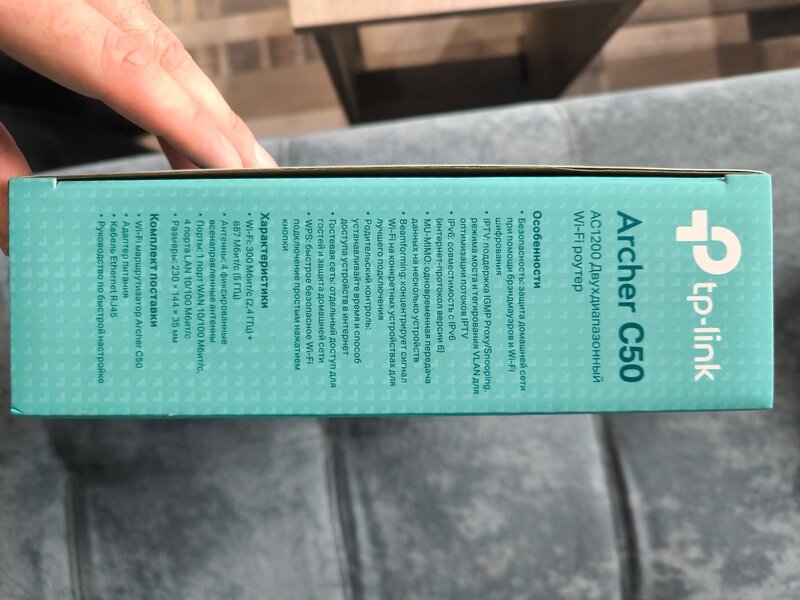 tp-link
Archer C50
AC1200 Двухдиапазонный
Wi-Fi роутер
Особенности
• Безопасность: защита домашней сети
при помощи брандмауэров и Wi-Fi
шифрования
• IPTV: поддержка IGMP Proxy/Snooping,
режима моста и тегирования VLAN для
оптимизации потоков IPTV
• IPv6: совместимость с IPv6
(интернет-протокол версии 6)
• MU-MIMO: одновременная передача
данных на несколько устройств
• Beamforming: концентрирует сигнал
Wi-Fi на конкретных устройствах для
улучшения связи
• Родительский контроль:
устанавливайте время и способ
доступа устройств в интернет
• Гостевая сеть: отдельный доступ для
гостей и защита домашней сети
• WPS: быстрое безопасное Wi-Fi
подключение простым нажатием
кнопки
Характеристики
• Wi-Fi: 300 Мбит/с (2,4 ГГц) +
867 Мбит/с (5 ГГц)
• Антенны: 4 фиксированные
всенаправленные антенны
• Порты: 1 порт WAN 10/100 Мбит/с,
4 порта LAN 10/100 Мбит/с
• Размеры: 230 × 144 × 35 мм
Комплект поставки
• Wi-Fi маршрутизатор Archer C50
• Адаптер питания
• Кабель Ethernet RJ45
• Руководство по быстрой настройке